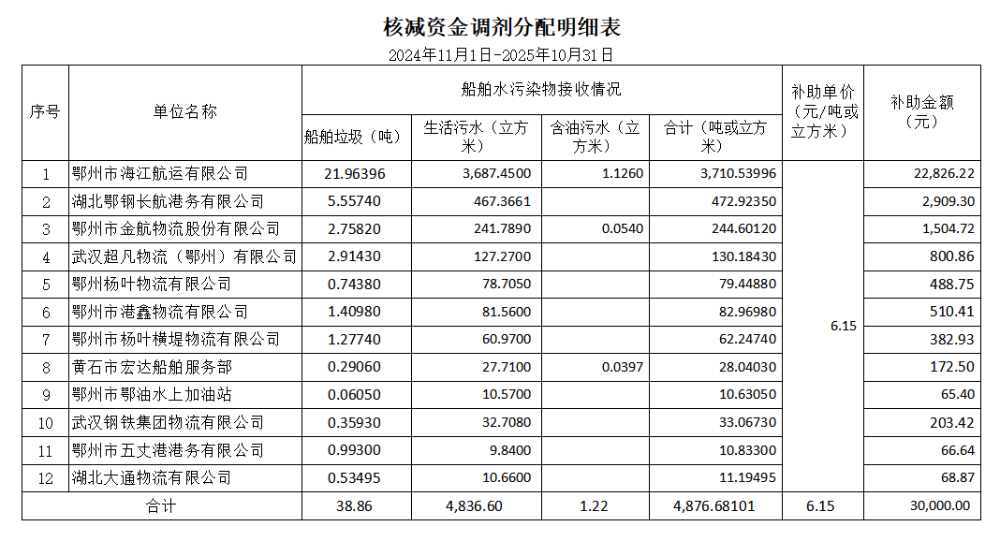 核减资金调剂分配明细表
2024年11月1日-2025年10月31日
序号 单位名称 船舶水污染物接收情况 补助单价（元/吨或立方米） 补助金额（元）
船舶垃圾（吨） 生活污水（立方米） 含油污水（立方米） 合计（吨或立方米）
1 鄂州市海江航运有限公司 21.96396 3,687.4500 1.1260 3,710.53996 22,826.22
2 湖北鄂钢长航港务有限公司 5.55740 467.3661 472.92350 2,909.30
3 鄂州市金航物流股份有限公司 2.75820 241.7890 0.0540 244.60120 1,504.72
4 武汉超凡物流（鄂州）有限公司 2.91430 127.2700 130.18430 800.86
5 鄂州杨叶物流有限公司 0.74380 78.7050 79.44880 488.75
6 鄂州市港鑫物流有限公司 1.40980 81.5600 82.96980 510.41
6.15
7 鄂州市杨叶横堤物流有限公司 1.27740 60.9700 62.24740 382.93
8 黄石市宏达船舶服务部 0.29060 27.7100 0.0397 28.04030 172.50
9 鄂州市鄂油水上加油站 0.06050 10.5700 10.63050 65.40
10 武汉钢铁集团物流有限公司 0.35930 32.7080 33.06730 203.42
11 鄂州市五丈港港务有限公司 0.99300 9.8400 10.83300 66.64
12 湖北大通物流有限公司 0.53495 10.6600 11.19495 68.87
合计 38.86 4,836.60 1.22 4,876.68101 6.15 30,000.00